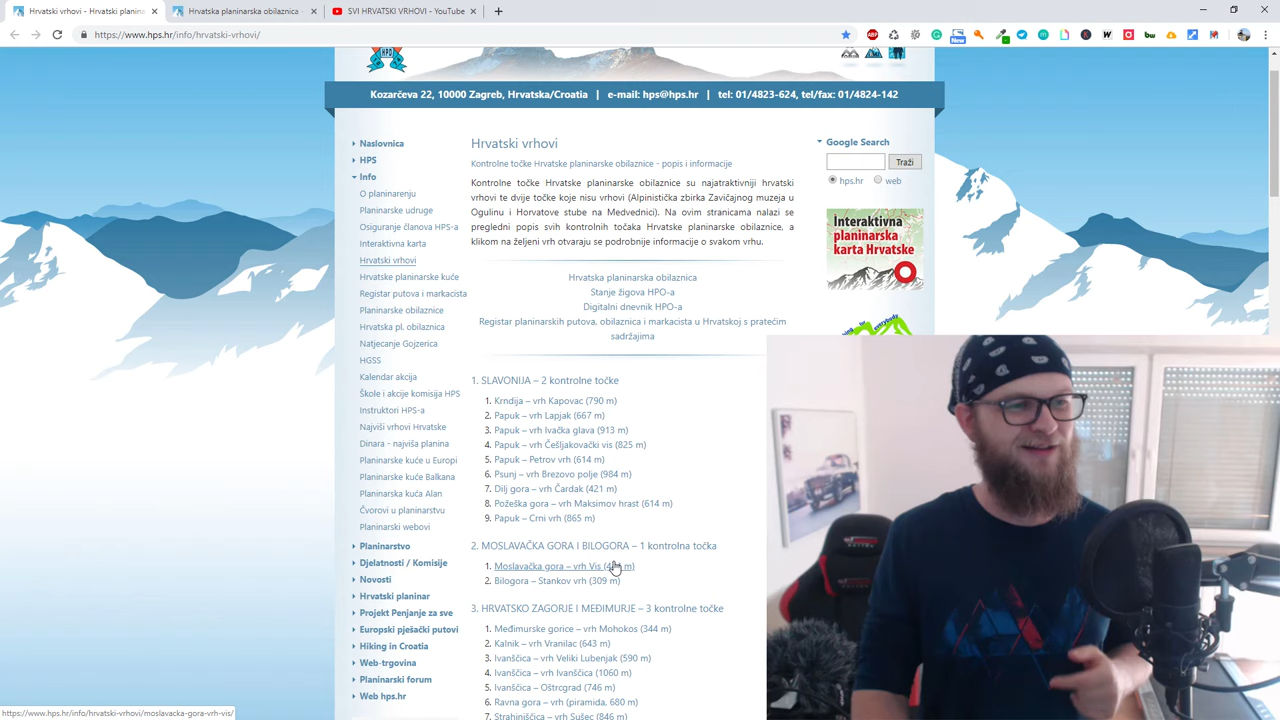 Hrvatski vrhovi - Hrvatski planina
Hrvatska planinarska obilaznica
SVI HRVATSKI VRHOVI - YouTube
https://www.hps.hr/info/hrvatski-vrhovi/
Kozarčeva 22, 10000 Zagreb, Hrvatska/Croatia | e-mail: hps@hps.hr | tel: 01/4823-624, tel/fax: 01/4824-142
Naslovnica
HPS
Info
O planinarenju
Planinarske udruge
Osiguranje članova HPS-a
Interaktivna karta
Hrvatski vrhovi
Hrvatske planinarske kuće
Registar putova i markacista
Planinarske obilaznice
Hrvatska pl. obilaznica
Natjecanje Gojzerica
HGSS
Kalendar akcija
Škole i akcije komisija HPS
Instruktori HPS-a
Najviši vrhovi Hrvatske
Dinara - najviša planina
Planinarske kuće u Europi
Planinarske kuće Balkana
Planinarska kuća Alan
Čvorovi u planinarstvu
Planinarski webovi
Planinarstvo
Djelatnosti / Komisije
Novosti
Hrvatski planinar
Projekt Penjanje za sve
Europski pješački putovi
Hiking in Croatia
Web-trgovina
Planinarski forum
Web hps.hr
Hrvatski vrhovi
Kontrolne točke Hrvatske planinarske obilaznice - popis i informacije
Kontrolne točke Hrvatske planinarske obilaznice su najatraktivniji hrvatski
vrhovi te dvije točke koje nisu vrhovi (Alpinistička zbirka Zavičajnog muzeja u
Ogulinu i Horvatove stube na Medvednici). Na ovim stranicama nalazi se
pregledni popis svih kontrolnih točaka Hrvatske planinarske obilaznice, a
klikom na željeni vrh otvaraju se podrobnije informacije o svakom vrhu.
Hrvatska planinarska obilaznica
Stanje žigova HPO-a
Digitalni dnevnik HPO-a
Registar planinarskih putova, obilaznica i markacista u Hrvatskoj s pratećim
sadržajima
1. SLAVONIJA – 2 kontrolne točke
1. Krndija – vrh Kapovac (790 m)
2. Papuk – vrh Lapjak (667 m)
3. Papuk – vrh Ivačka glava (913 m)
4. Papuk – vrh Češljakovački vis (825 m)
5. Papuk – Petrov vrh (614 m)
6. Psunj – vrh Brezovo polje (984 m)
7. Dilj gora – vrh Čardak (421 m)
8. Požeška gora – vrh Maksimov hrast (614 m)
9. Papuk – Crni vrh (865 m)
2. MOSLAVAČKA GORA I BILOGORA – 1 kontrolna točka
1. Moslavačka gora – vrh Vis m)
2. Bilogora – Stankov vrh (309 m)
3. HRVATSKO ZAGORJE I MEĐIMURJE – 3 kontrolne točke
1. Međimurske gorice – vrh Mohokos (344 m)
2. Kalnik – vrh Vranilac (643 m)
3. Ivanščica – vrh Veliki Lubenjak (590 m)
4. Ivanščica – vrh Ivanščica (1060 m)
5. Ivanščica – Oštrcgrad (746 m)
6. Ravna gora – vrh (piramida, 680 m)
7. Strahinjščica – vrh Sušec (846 m)
Google Search
Traži
hps.hr web
Interaktivna
planinarska
karta
Hrvatske
everybody
https://www.hps.hr/info/hrvatski-vrhovi/moslavacka-gora-vrh-vis/